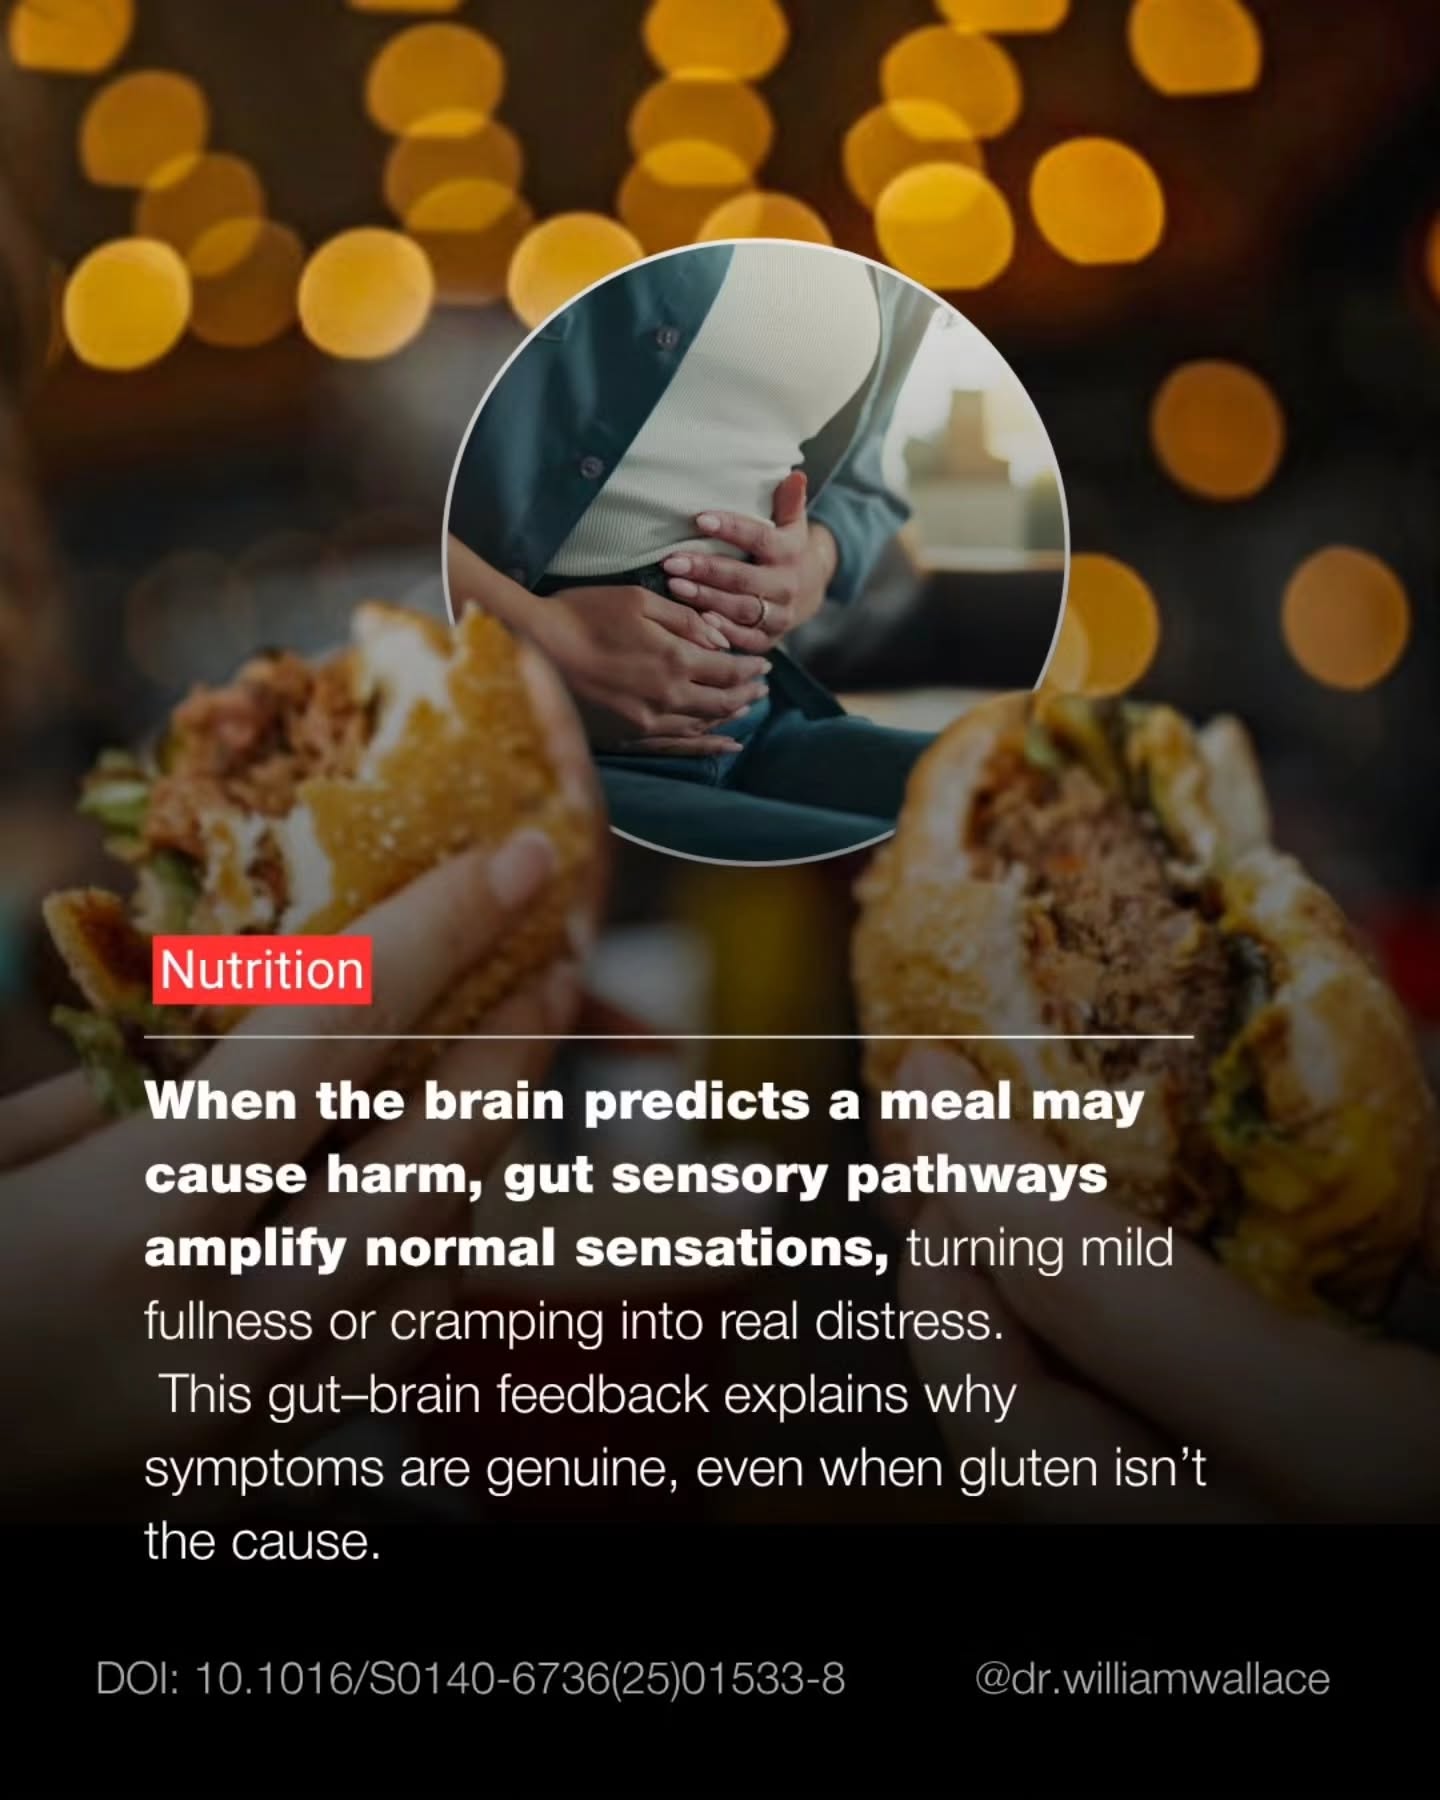 Nutrition
When the brain predicts a meal may
cause harm, gut sensory pathways
amplify normal sensations, turning mild
fullness or cramping into real distress.
This gut–brain feedback explains why
symptoms are genuine, even when gluten isn’t
the cause.
DOI: 10.1016/S0140-6736(25)01533-8
@dr.williamwallace